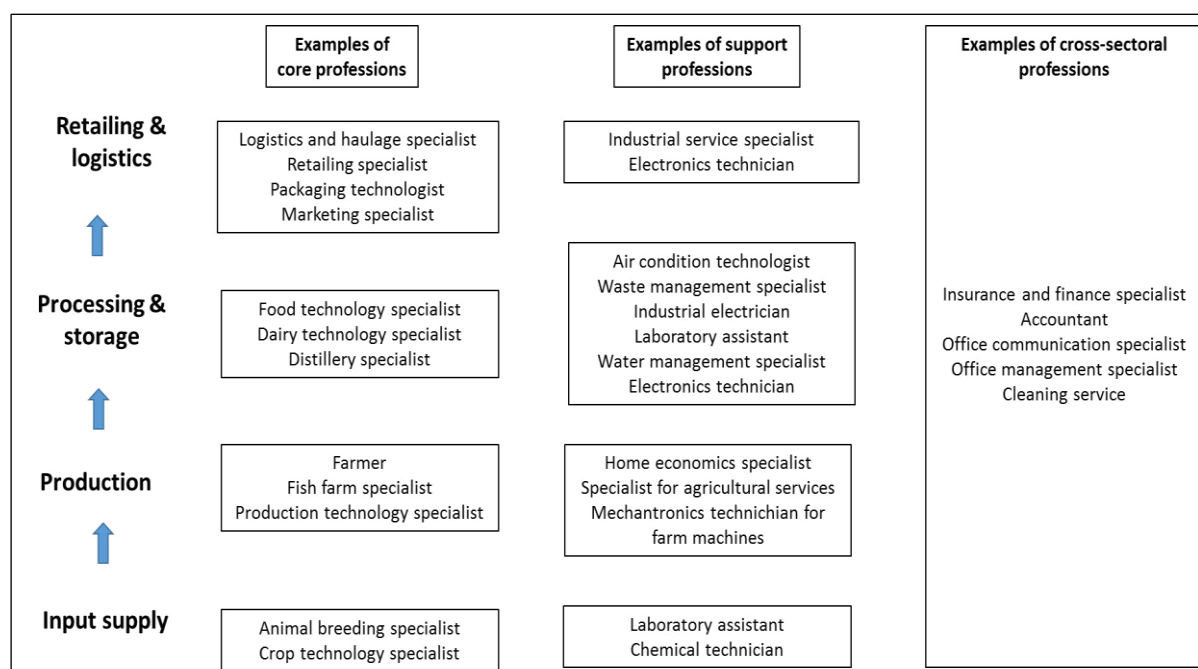 Examples of
core professions
Examples of support
professions
Examples of cross-sectoral
professions
Retailing &
logistics
Logistics and haulage specialist
Retailing specialist
Packaging technologist
Marketing specialist
Industrial service specialist
Electronics technician
Processing &
storage
Food technology specialist
Dairy technology specialist
Distillery specialist
Air condition technologist
Waste management specialist
Industrial electrician
Laboratory assistant
Water management specialist
Electronics technician
Insurance and finance specialist
Accountant
Office communication specialist
Office management specialist
Cleaning service
Production
Farmer
Fish farm specialist
Production technology specialist
Home economics specialist
Specialist for agricultural services
Mechantronics technichian for
farm machines
Input supply
Animal breeding specialist
Crop technology specialist
Laboratory assistant
Chemical technician